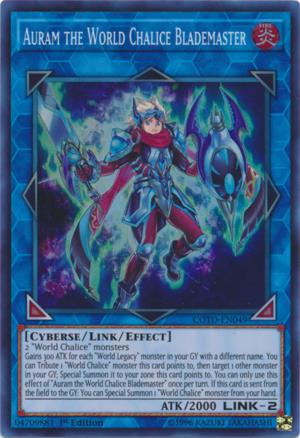 AURAM THE WORLD CHALICE BLADEMASTER
FIRE
炎
COTD-EN049
[CYBERSE/LINK/EFFECT]
2 "World Chalice" monsters
Gains 300 ATK for each "World Legacy" monster in your GY with a different name. You
can Tribute 1 "World Chalice" monster this card points to, then target 1 other monster
in your GY; Special Summon it to your zone this card points to. You can only use this
effect of "Auram the World Chalice Blademaster" once per turn. If this card is sent from
the field to the GY: You can Special Summon 1 "World Chalice" monster from your hand.
ATK/2000 LINK-2
04709881 1st Edition ©1996 KAZUKI TAKAHASHI